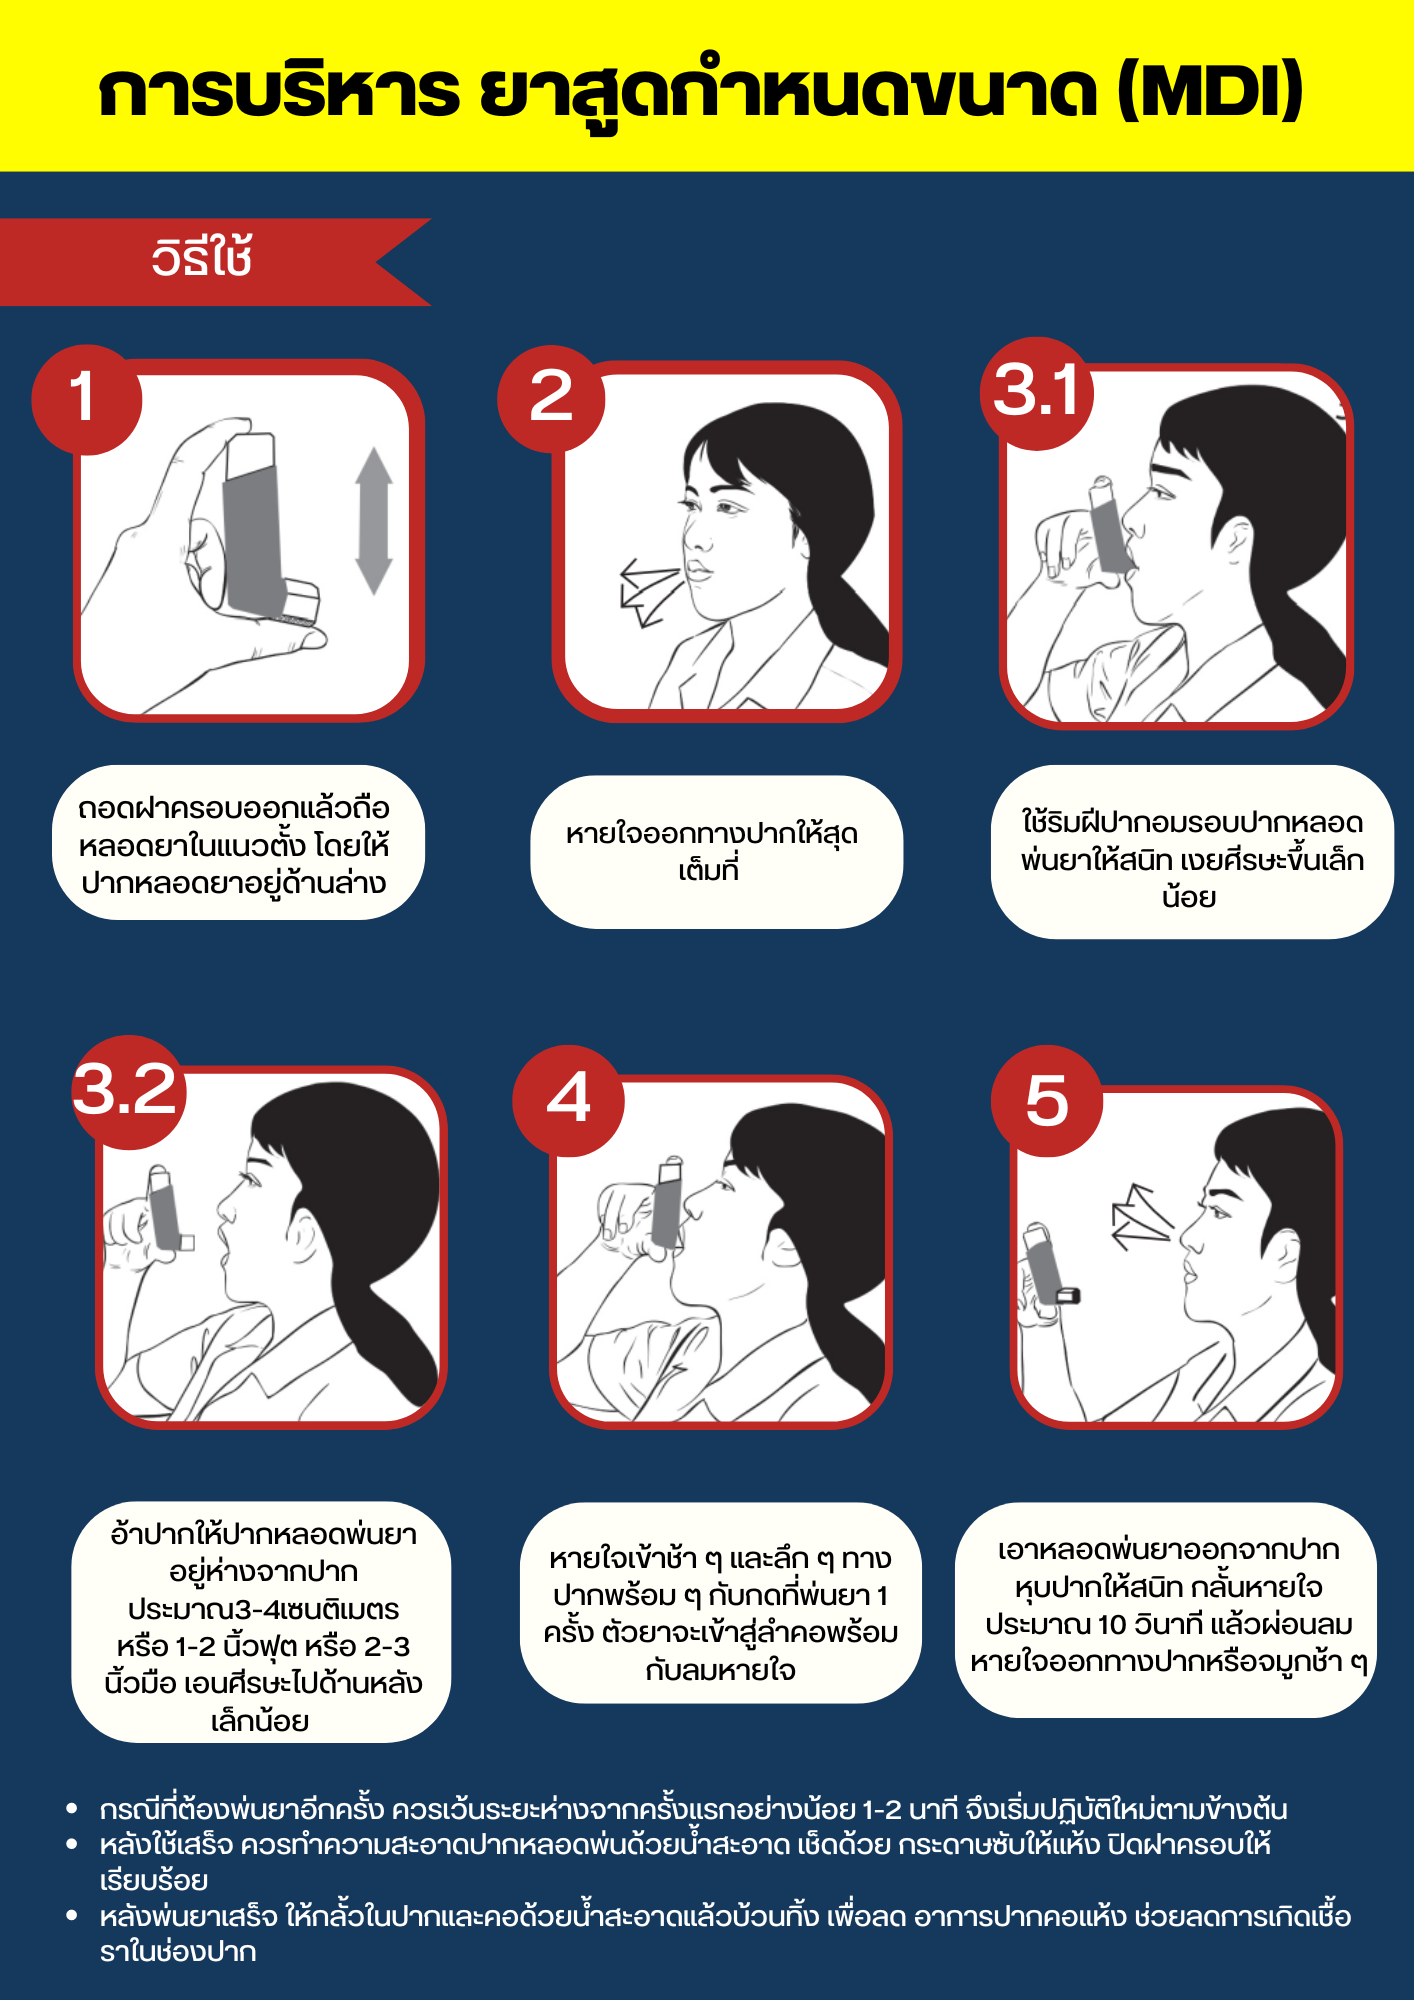 การบริหาร ยาสูดกำหนดขนาด (MDI)
วิธีใช้
1
ถอดฝาครอบออกแล้วถือ
หลอดยาในแนวตั้ง โดยให้
ปากหลอดยาอยู่ด้านล่าง
2
หายใจออกทางปากให้สุด
เต็มที่
3.1
ใช้ริมฝีปากอมรอบปากหลอด
พ่นยาให้สนิท เงยศีรษะขึ้นเล็ก
น้อย
3.2
อ้าปากให้ปากหลอดพ่นยา
อยู่ห่างจากปาก
ประมาณ3-4เซนติเมตร
หรือ 1-2 นิ้วฟุต หรือ 2-3
นิ้วมือ เอนศีรษะไปด้านหลัง
เล็กน้อย
4
หายใจเข้าช้า ๆ และลึก ๆ ทาง
ปากพร้อม ๆ กับกดที่พ่นยา 1
ครั้ง ตัวยาจะเข้าสู่ลำคอพร้อม
กับลมหายใจ
5
เอาหลอดพ่นยาออกจากปาก
หุบปากให้สนิท กลั้นหายใจ
ประมาณ 10 วินาที แล้วผ่อนลม
หายใจออกทางปากหรือจมูกช้า ๆ
• กรณีที่ต้องพ่นยาอีกครั้ง ควรเว้นระยะห่างจากครั้งแรกอย่างน้อย 1-2 นาที จึงเริ่มปฏิบัติใหม่ตามข้างต้น
• หลังใช้เสร็จ ควรทำความสะอาดปากหลอดพ่นด้วยน้ำสะอาด เช็ดด้วย กระดาษซับให้แห้ง ปิดฝาครอบให้
เรียบร้อย
• หลังพ่นยาเสร็จ ให้กลั้วในปากและคอด้วยน้ำสะอาดแล้วบ้วนทิ้ง เพื่อลด อาการปากคอแห้ง ช่วยลดการเกิดเชื้อ
ราในช่องปาก